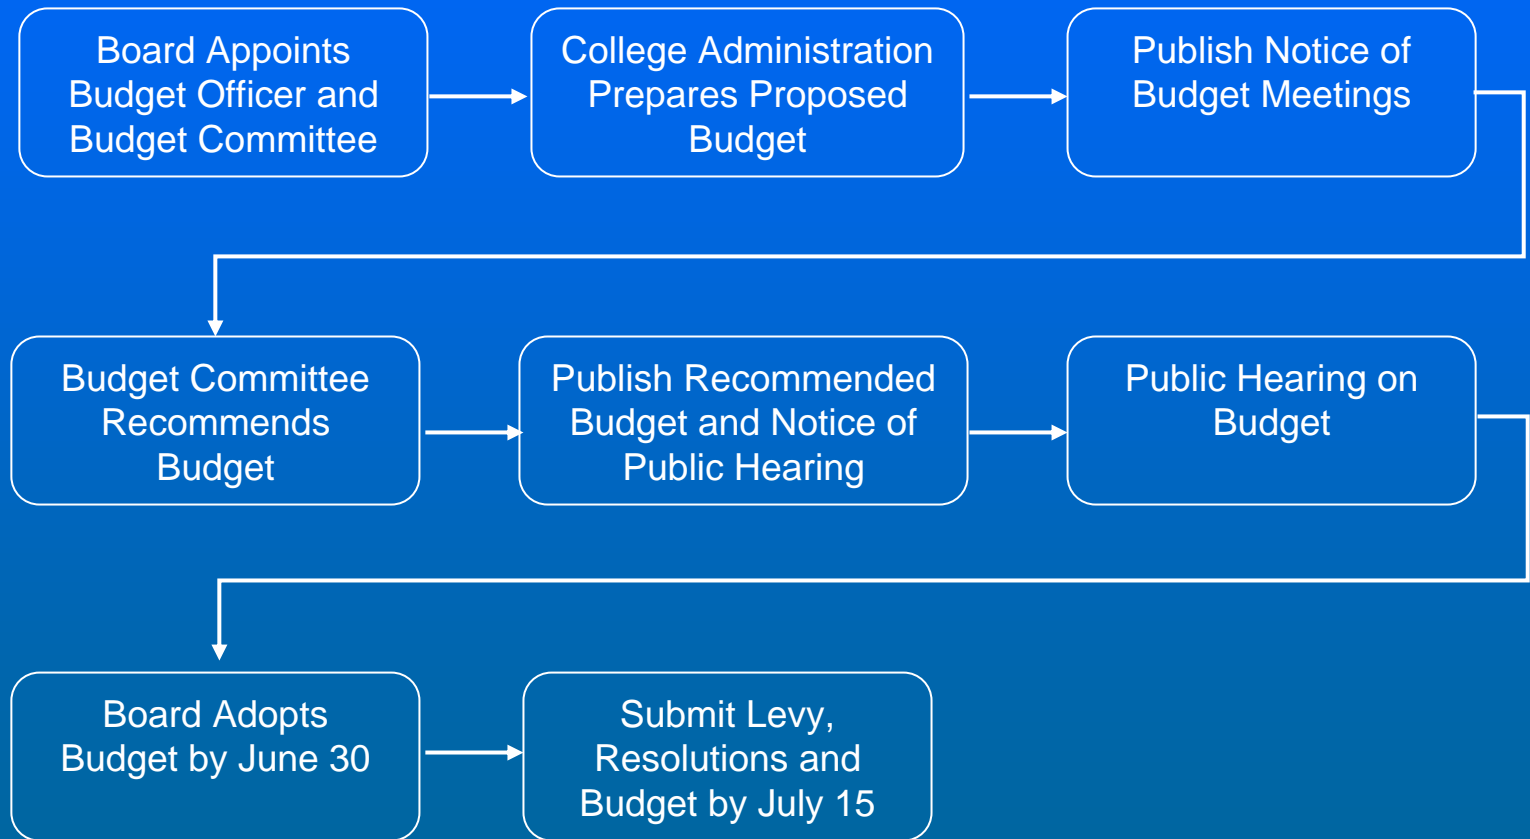 Board Appoints
Budget Officer and
Budget Committee
College Administration
Prepares Proposed
Budget
Publish Notice of
Budget Meetings
Budget Committee
Recommends
Budget
Publish Recommended
Budget and Notice of
Public Hearing
Public Hearing on
Budget
Board Adopts
Budget by June 30
Submit Levy,
Resolutions and
Budget by July 15